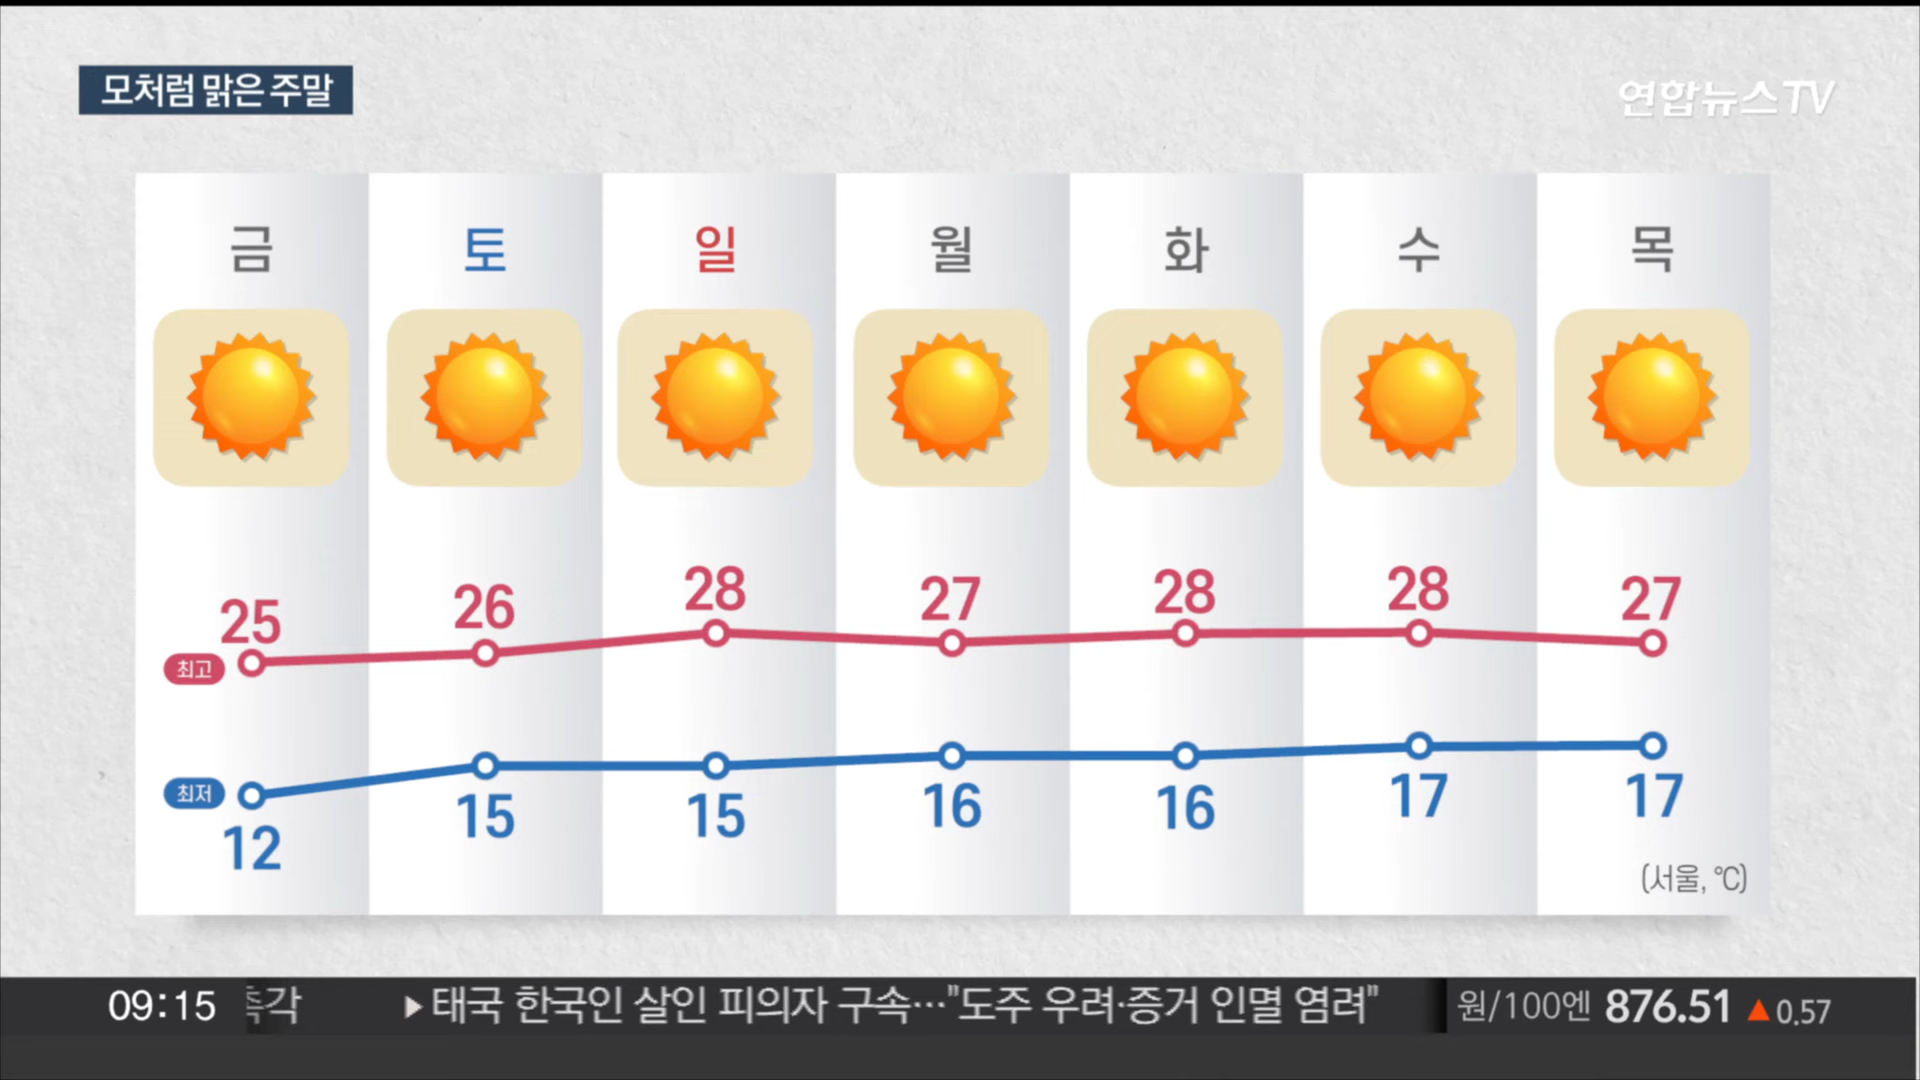 모처럼 맑은 주말
연합뉴스TV
금 토 일 월 화 수 목
25 26 28 27 28 28 27
최고
최저
12 15 15 16 16 17 17
(서울, ℃)
09:15 즉각 ▶태국 한국인 살인 피의자 구속…"도주 우려·증거 인멸 염려" 원/100엔 876.51 ▲0.57